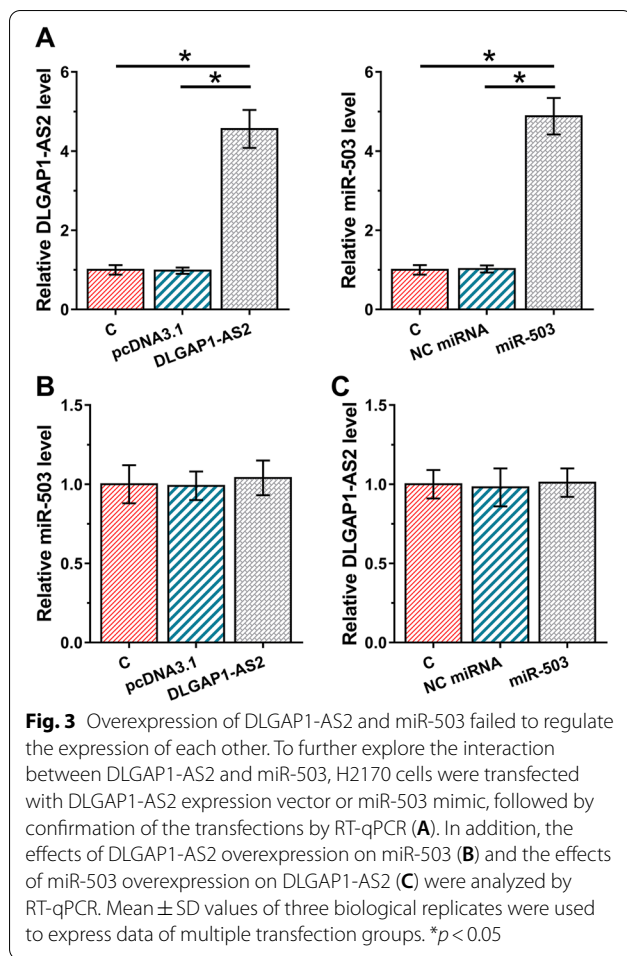 A
*
*
6
4
2
0
Relative DLGAP1-AS2 level
C
pcDNA3.1
DLGAP1-AS2
*
*
6
4
2
0
Relative miR-503 level
C
NC miRNA
miR-503
B
1.5
1.0
0.5
0.0
Relative miR-503 level
C
pcDNA3.1
DLGAP1-AS2
C
1.5
1.0
0.5
0.0
Relative DLGAP1-AS2 level
C
NC miRNA
miR-503
Fig. 3 Overexpression of DLGAP1-AS2 and miR-503 failed to regulate
the expression of each other. To further explore the interaction
between DLGAP1-AS2 and miR-503, H2170 cells were transfected
with DLGAP1-AS2 expression vector or miR-503 mimic, followed by
confirmation of the transfections by RT-qPCR (A). In addition, the
effects of DLGAP1-AS2 overexpression on miR-503 (B) and the effects
of miR-503 overexpression on DLGAP1-AS2 (C) were analyzed by
RT-qPCR. Mean ± SD values of three biological replicates were used
to express data of multiple transfection groups. *p < 0.05